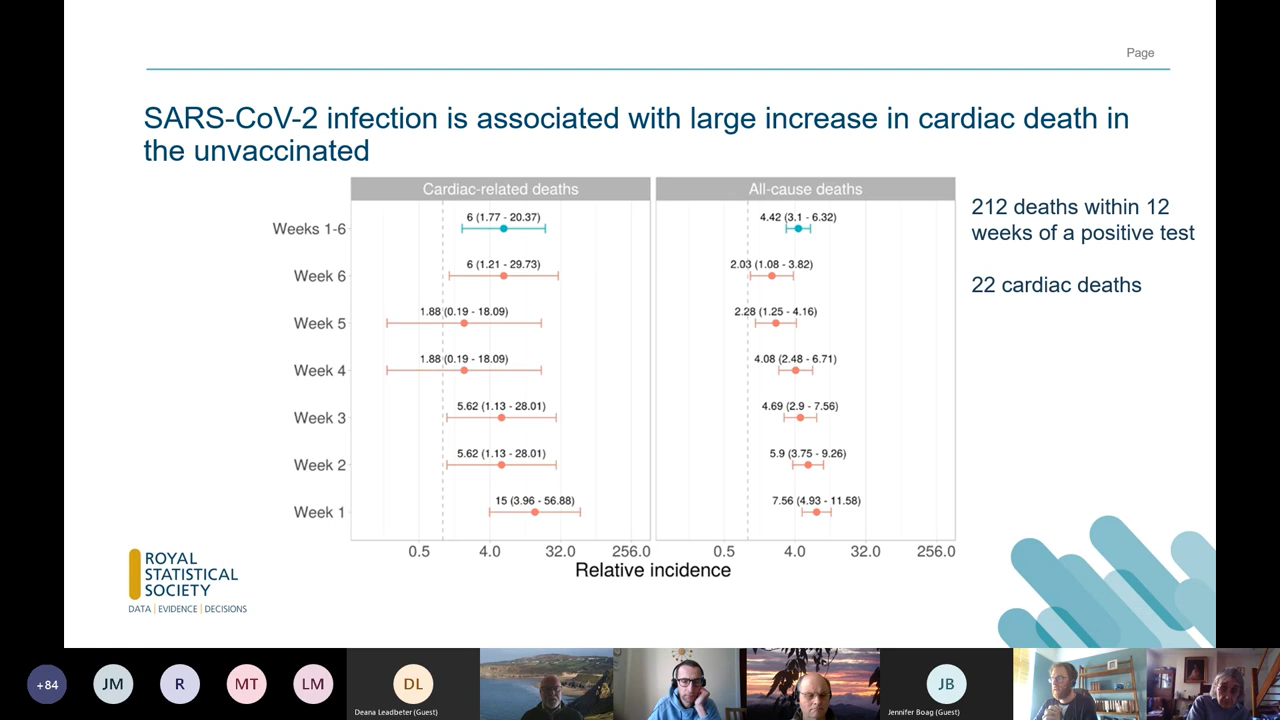 Page
SARS-CoV-2 infection is associated with large increase in cardiac death in
the unvaccinated
Cardiac-related deaths
All-cause deaths
212 deaths within 12
weeks of a positive test
22 cardiac deaths
Weeks 1-6
6 (1.77 - 20.37)
4.42 (3.1 - 6.32)
Week 6
6 (1.21 - 29.73)
2.03 (1.08 - 3.82)
Week 5
1.88 (0.19 - 18.09)
2.28 (1.25 - 4.16)
Week 4
1.88 (0.19 - 18.09)
4.08 (2.48 - 6.71)
Week 3
5.62 (1.13 - 28.01)
4.69 (2.9 - 7.56)
Week 2
5.62 (1.13 - 28.01)
5.9 (3.75 - 9.26)
Week 1
15 (3.96 - 56.88)
7.56 (4.93 - 11.58)
0.5 4.0 32.0 256.0
0.5 4.0 32.0 256.0
Relative incidence
ROYAL
STATISTICAL
SOCIETY
DATA | EVIDENCE | DECISIONS
+84
JM
R
MT
LM
DL
Deana Leadbeter (Guest)
JB
Jennifer Boag (Guest)